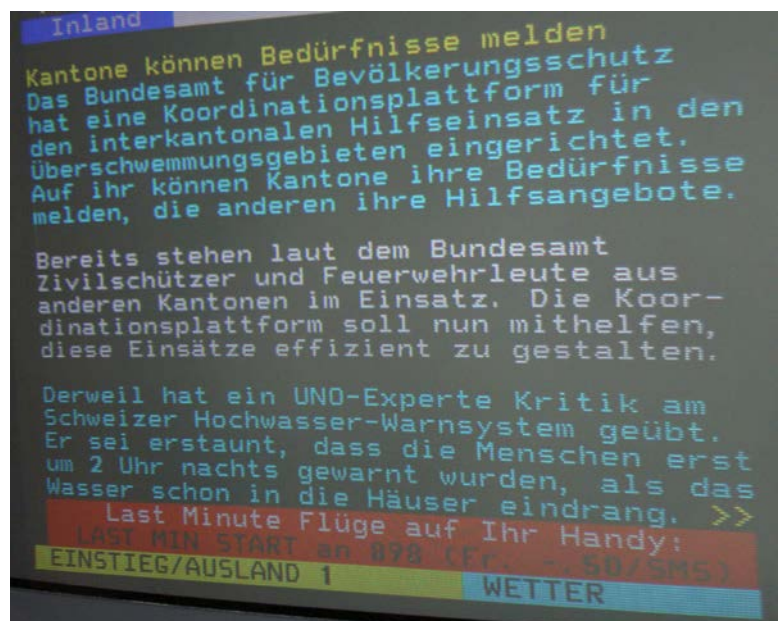 Inland
Kantone können Bedürfnisse melden
Das Bundesamt für Bevölkerungsschutz
hat eine Koordinationsplattform für
den interkantonalen Hilfseinsatz in den
Überschwemmungsgebieten eingerichtet.
Auf ihr können Kantone ihre Bedürfnisse
melden, die anderen ihre Hilfsangebote.
Bereits stehen laut dem Bundesamt
Zivilschützer und Feuerwehrleute aus
anderen Kantonen im Einsatz. Die Koor-
dinationsplattform soll nun mithelfen,
diese Einsätze effizient zu gestalten.
Derweil hat ein UNO-Experte Kritik am
Schweizer Hochwasser-Warnsystem geübt.
Er sei erstaunt, dass die Menschen erst
um 2 Uhr nachts gewarnt wurden, als das
Wasser schon in die Häuser eindrang. >>
Last Minute Flüge auf Ihr Handy:
LAST MIN START an 898 (Fr. -.50/SMS)
EINSTIEG/AUSLAND 1 WETTER